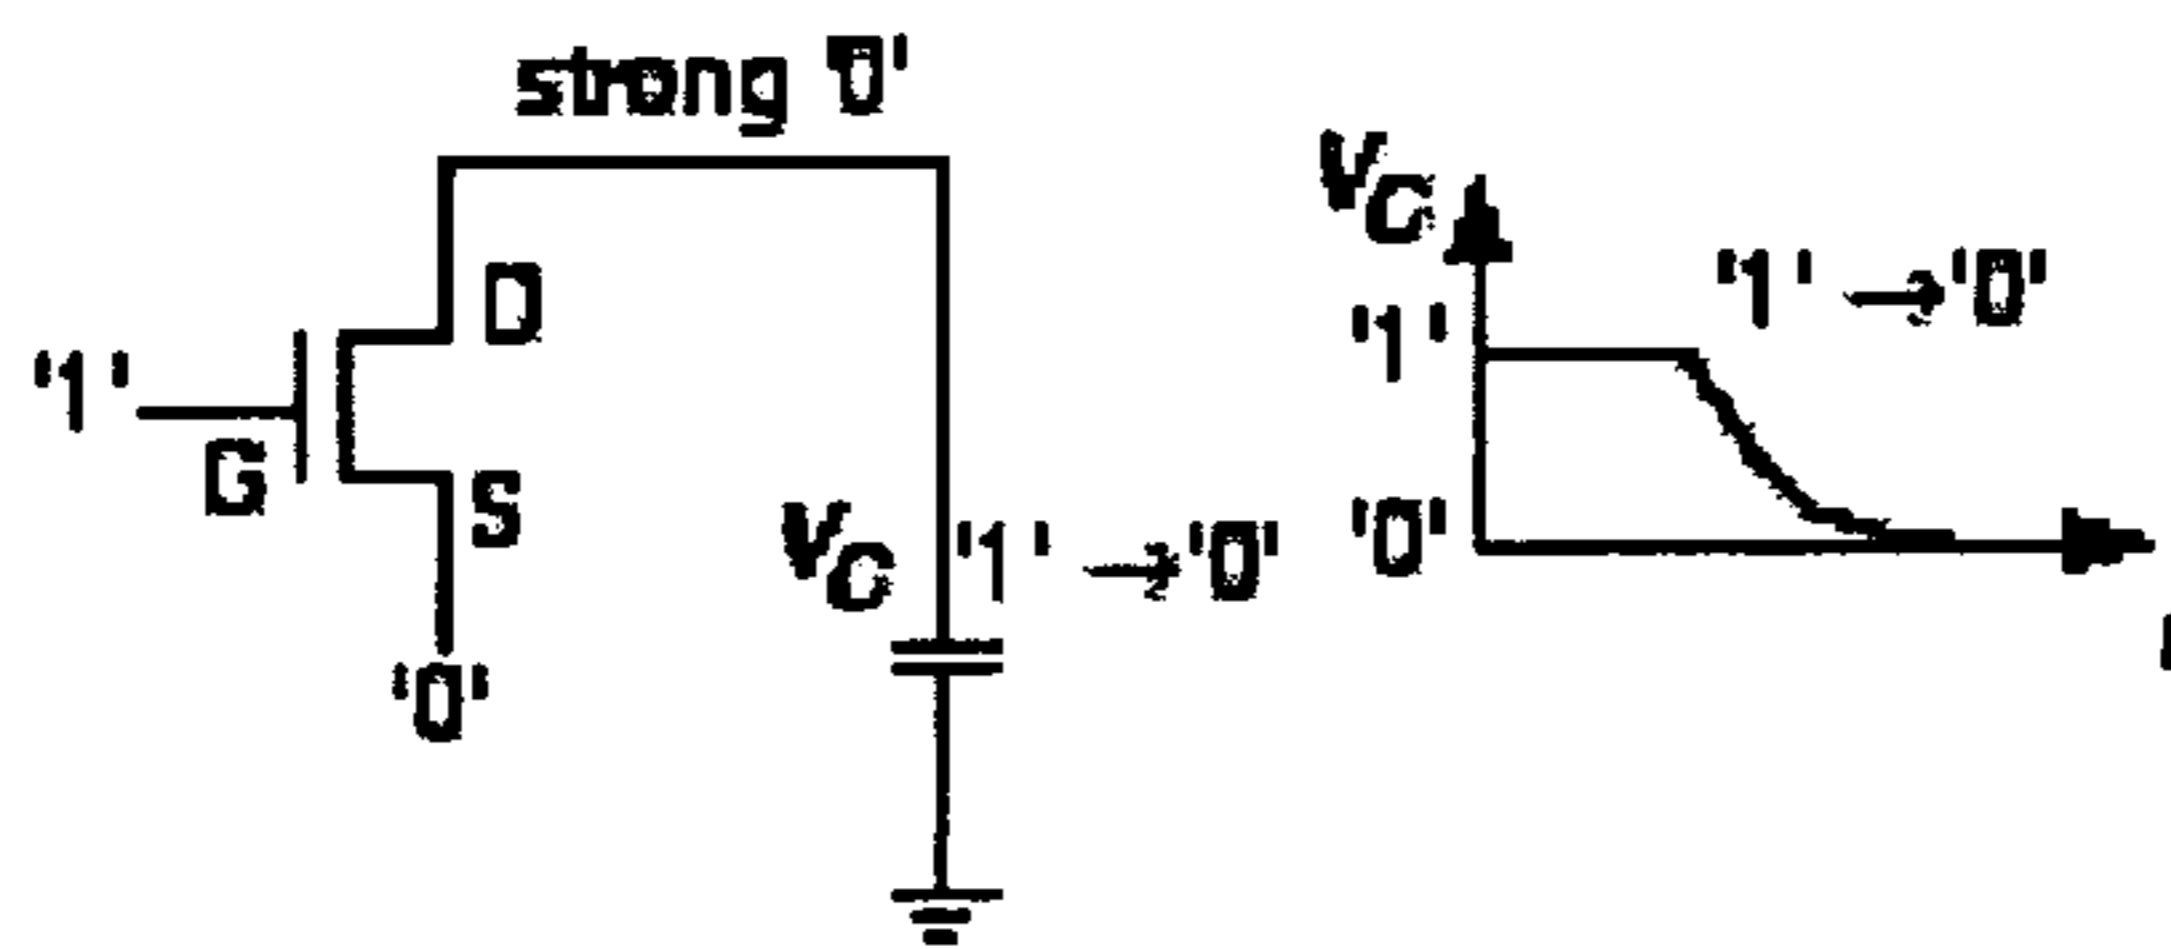 strong '0'
D
'1'
G
S
'0'
V_C '1' → '0'
V_C
'1' → '0'
'1'
'0'